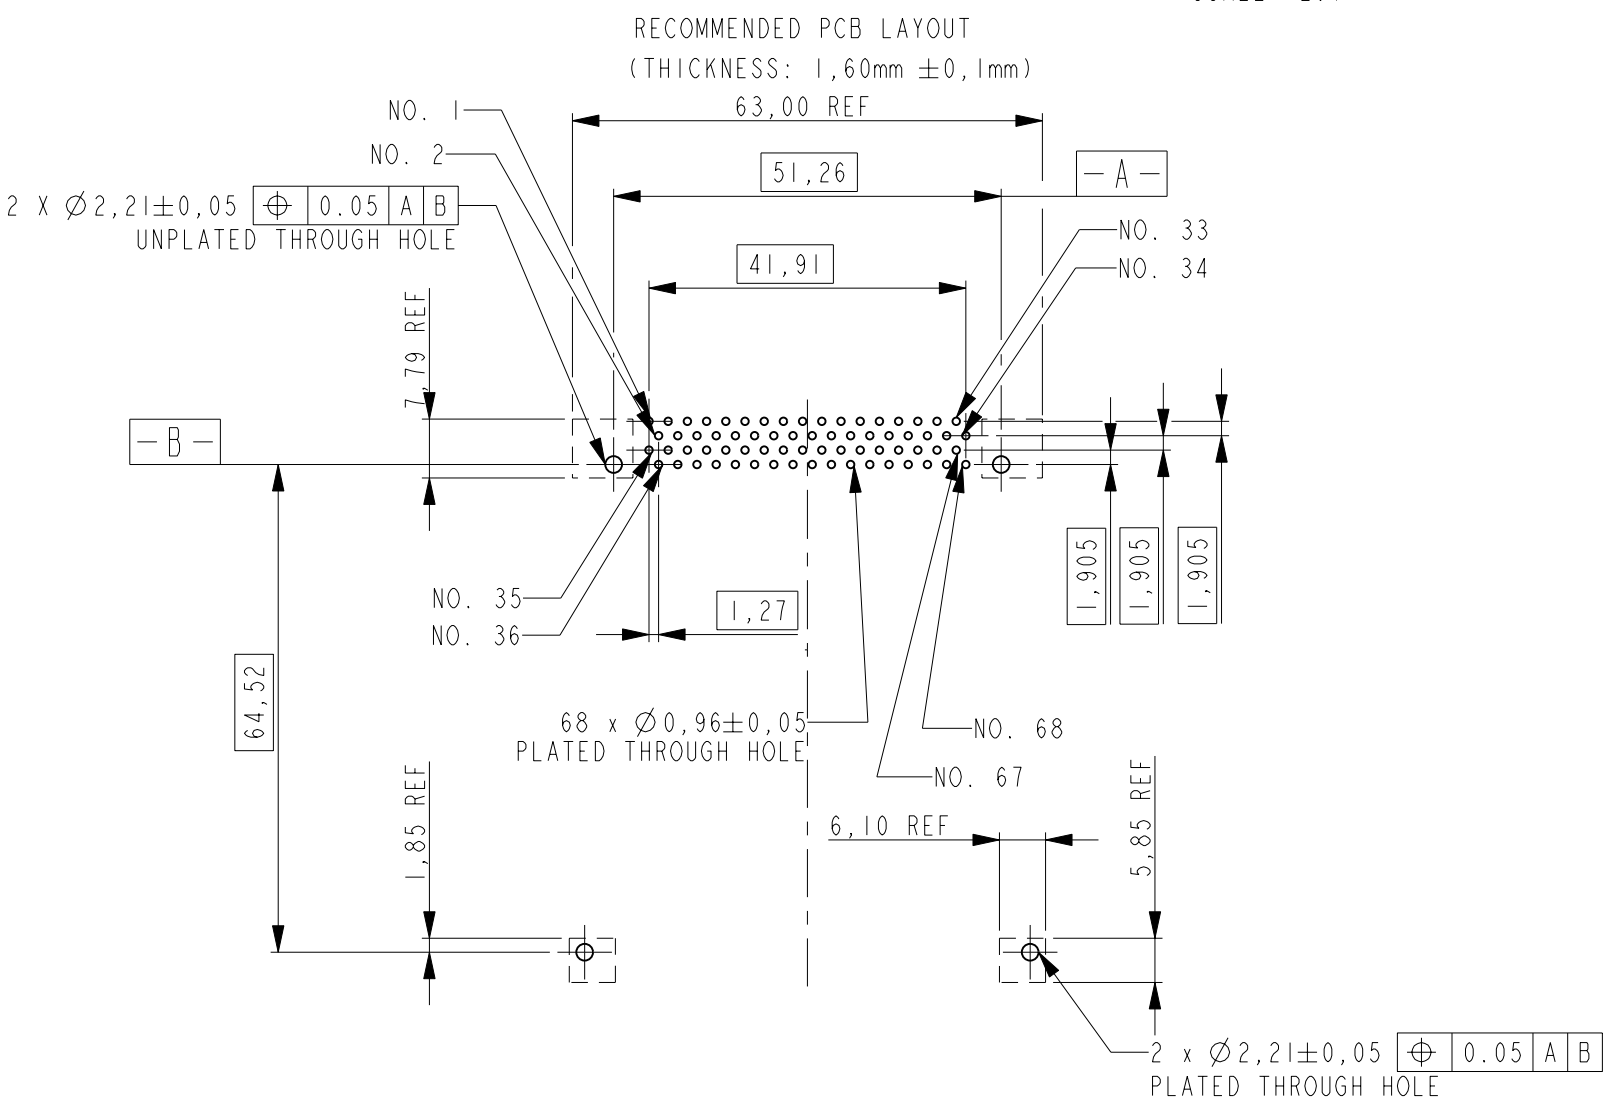 RECOMMENDED PCB LAYOUT
(THICKNESS: 1,60mm ±0,1mm)
63,00 REF
NO. 1
NO. 2
51,26
-A-
2 X Ø2,21±0,05 ⌖ 0.05 A B
UNPLATED THROUGH HOLE
NO. 33
NO. 34
41,91
7,79 REF
-B-
1,905
1,905
1,905
NO. 35
NO. 36
1,27
64,52
68 x Ø0,96±0,05
PLATED THROUGH HOLE
NO. 68
NO. 67
1,85 REF
6,10 REF
5,85 REF
2 x Ø2,21±0,05 ⌖ 0.05 A B
PLATED THROUGH HOLE